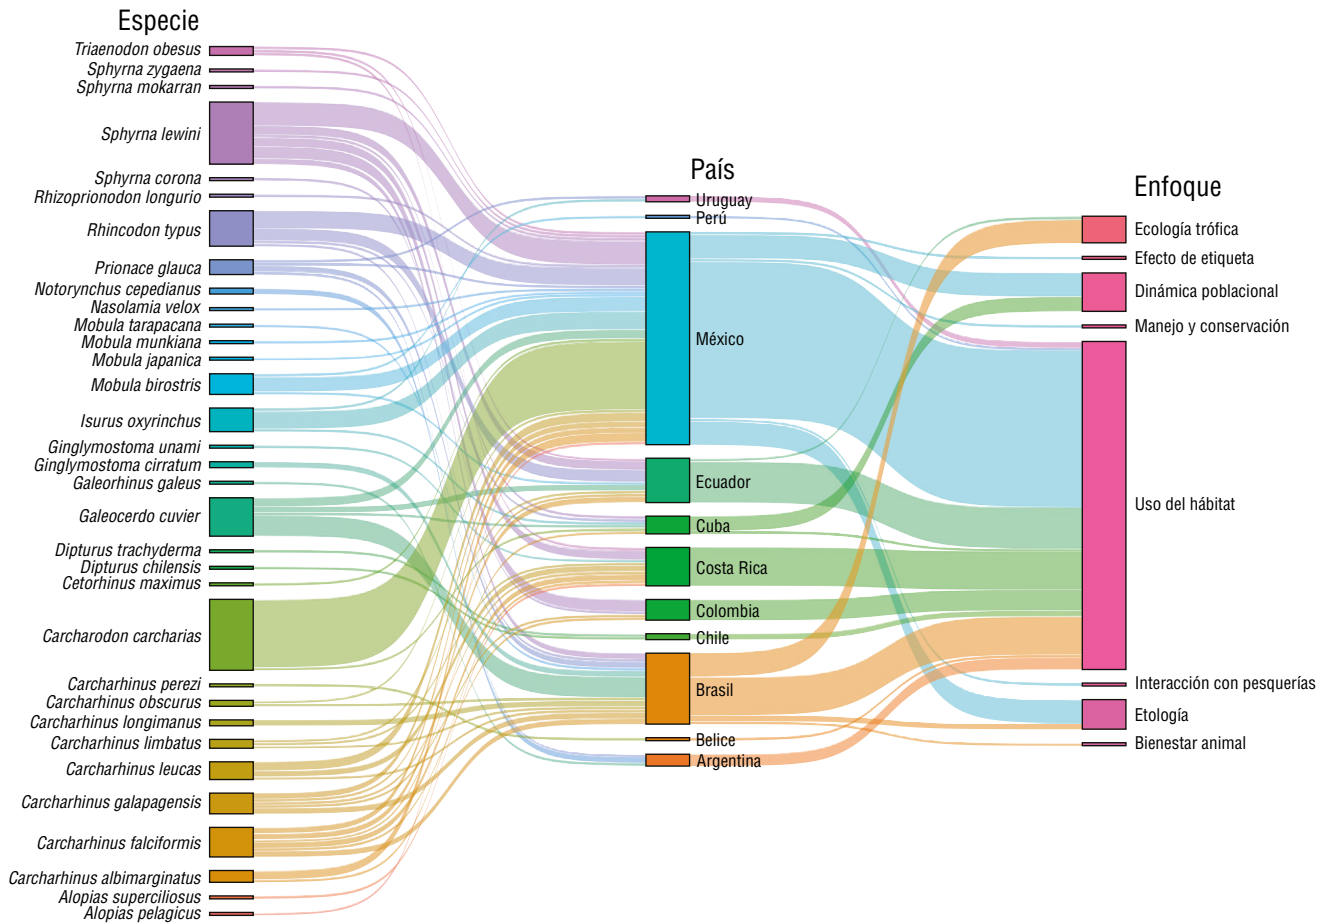 Especie
Triaenodon obesus
Sphyrna zygaena
Sphyrna mokarran
Sphyrna lewini
Sphyrna corona
Rhizoprionodon longurio
Rhincodon typus
Prionace glauca
Notorynchus cepedianus
Nasolamia velox
Mobula tarapacana
Mobula munkiana
Mobula japanica
Mobula birostris
Isurus oxyrinchus
Ginglymostoma unami
Ginglymostoma cirratum
Galeorhinus galeus
Galeocerdo cuvier
Dipturus trachyderma
Dipturus chilensis
Cetorhinus maximus
Carcharodon carcharias
Carcharhinus perezi
Carcharhinus obscurus
Carcharhinus longimanus
Carcharhinus limbatus
Carcharhinus leucas
Carcharhinus galapagensis
Carcharhinus falciformis
Carcharhinus albimarginatus
Alopias superciliosus
Alopias pelagicus
País
Uruguay
Perú
México
Ecuador
Cuba
Costa Rica
Colombia
Chile
Brasil
Belice
Argentina
Enfoque
Ecología trófica
Efecto de etiqueta
Dinámica poblacional
Manejo y conservación
Uso del hábitat
Interacción con pesquerías
Etología
Bienestar animal